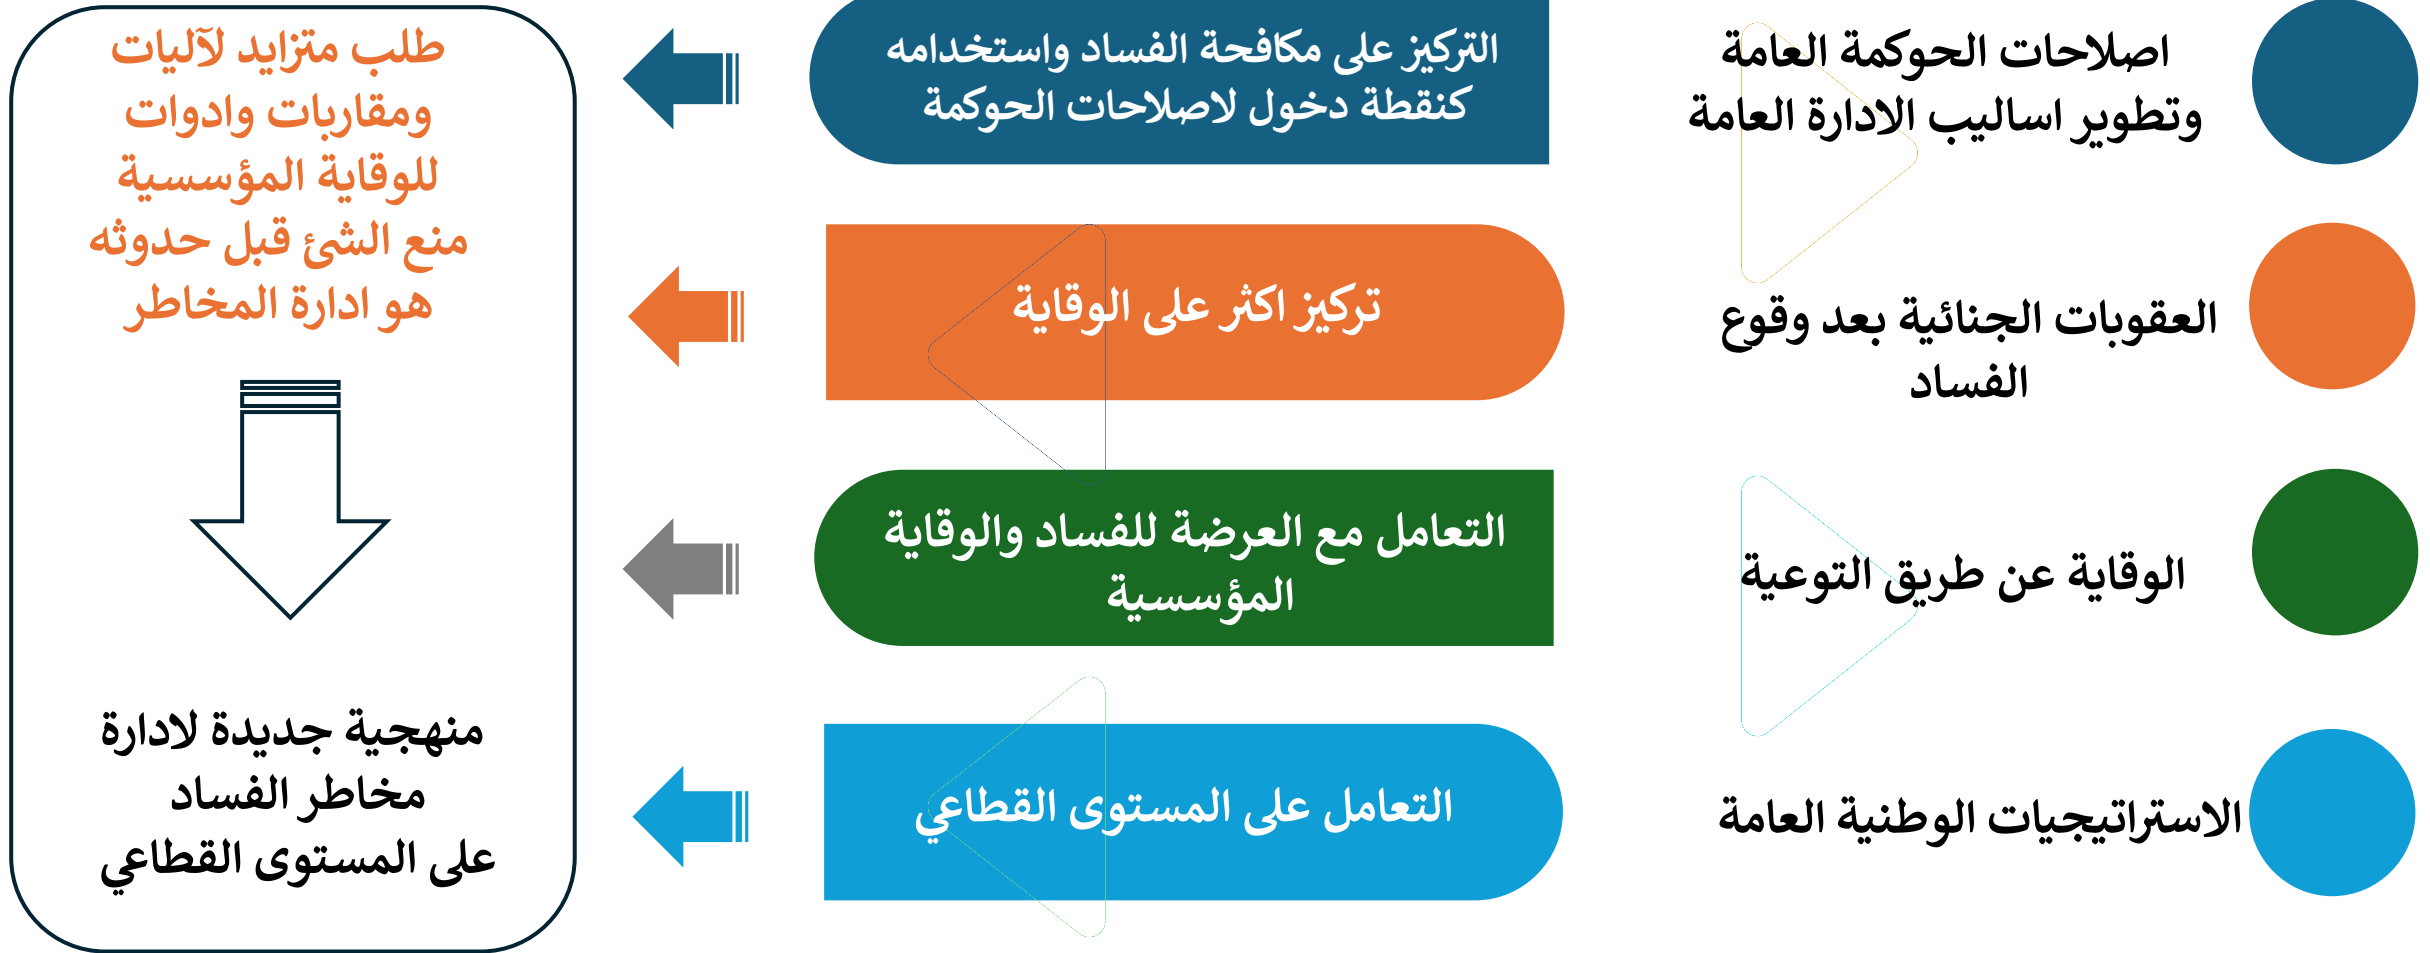 اصلاحات الحوكمة العامة
وتطوير اساليب الادارة العامة
التركيز على مكافحة الفساد واستخدامه
كنقطة دخول لاصلاحات الحوكمة
العقوبات الجنائية بعد وقوع
الفساد
تركيز اكثر على الوقاية
الوقاية عن طريق التوعية
التعامل مع العرضة للفساد والوقاية
المؤسسية
الاستراتيجيات الوطنية العامة
التعامل على المستوى القطاعي
طلب متزايد لآليات
ومقاربات وادوات
للوقاية المؤسسية
منع الشئ قبل حدوثه
هو ادارة المخاطر
منهجية جديدة لادارة
مخاطر الفساد
على المستوى القطاعي